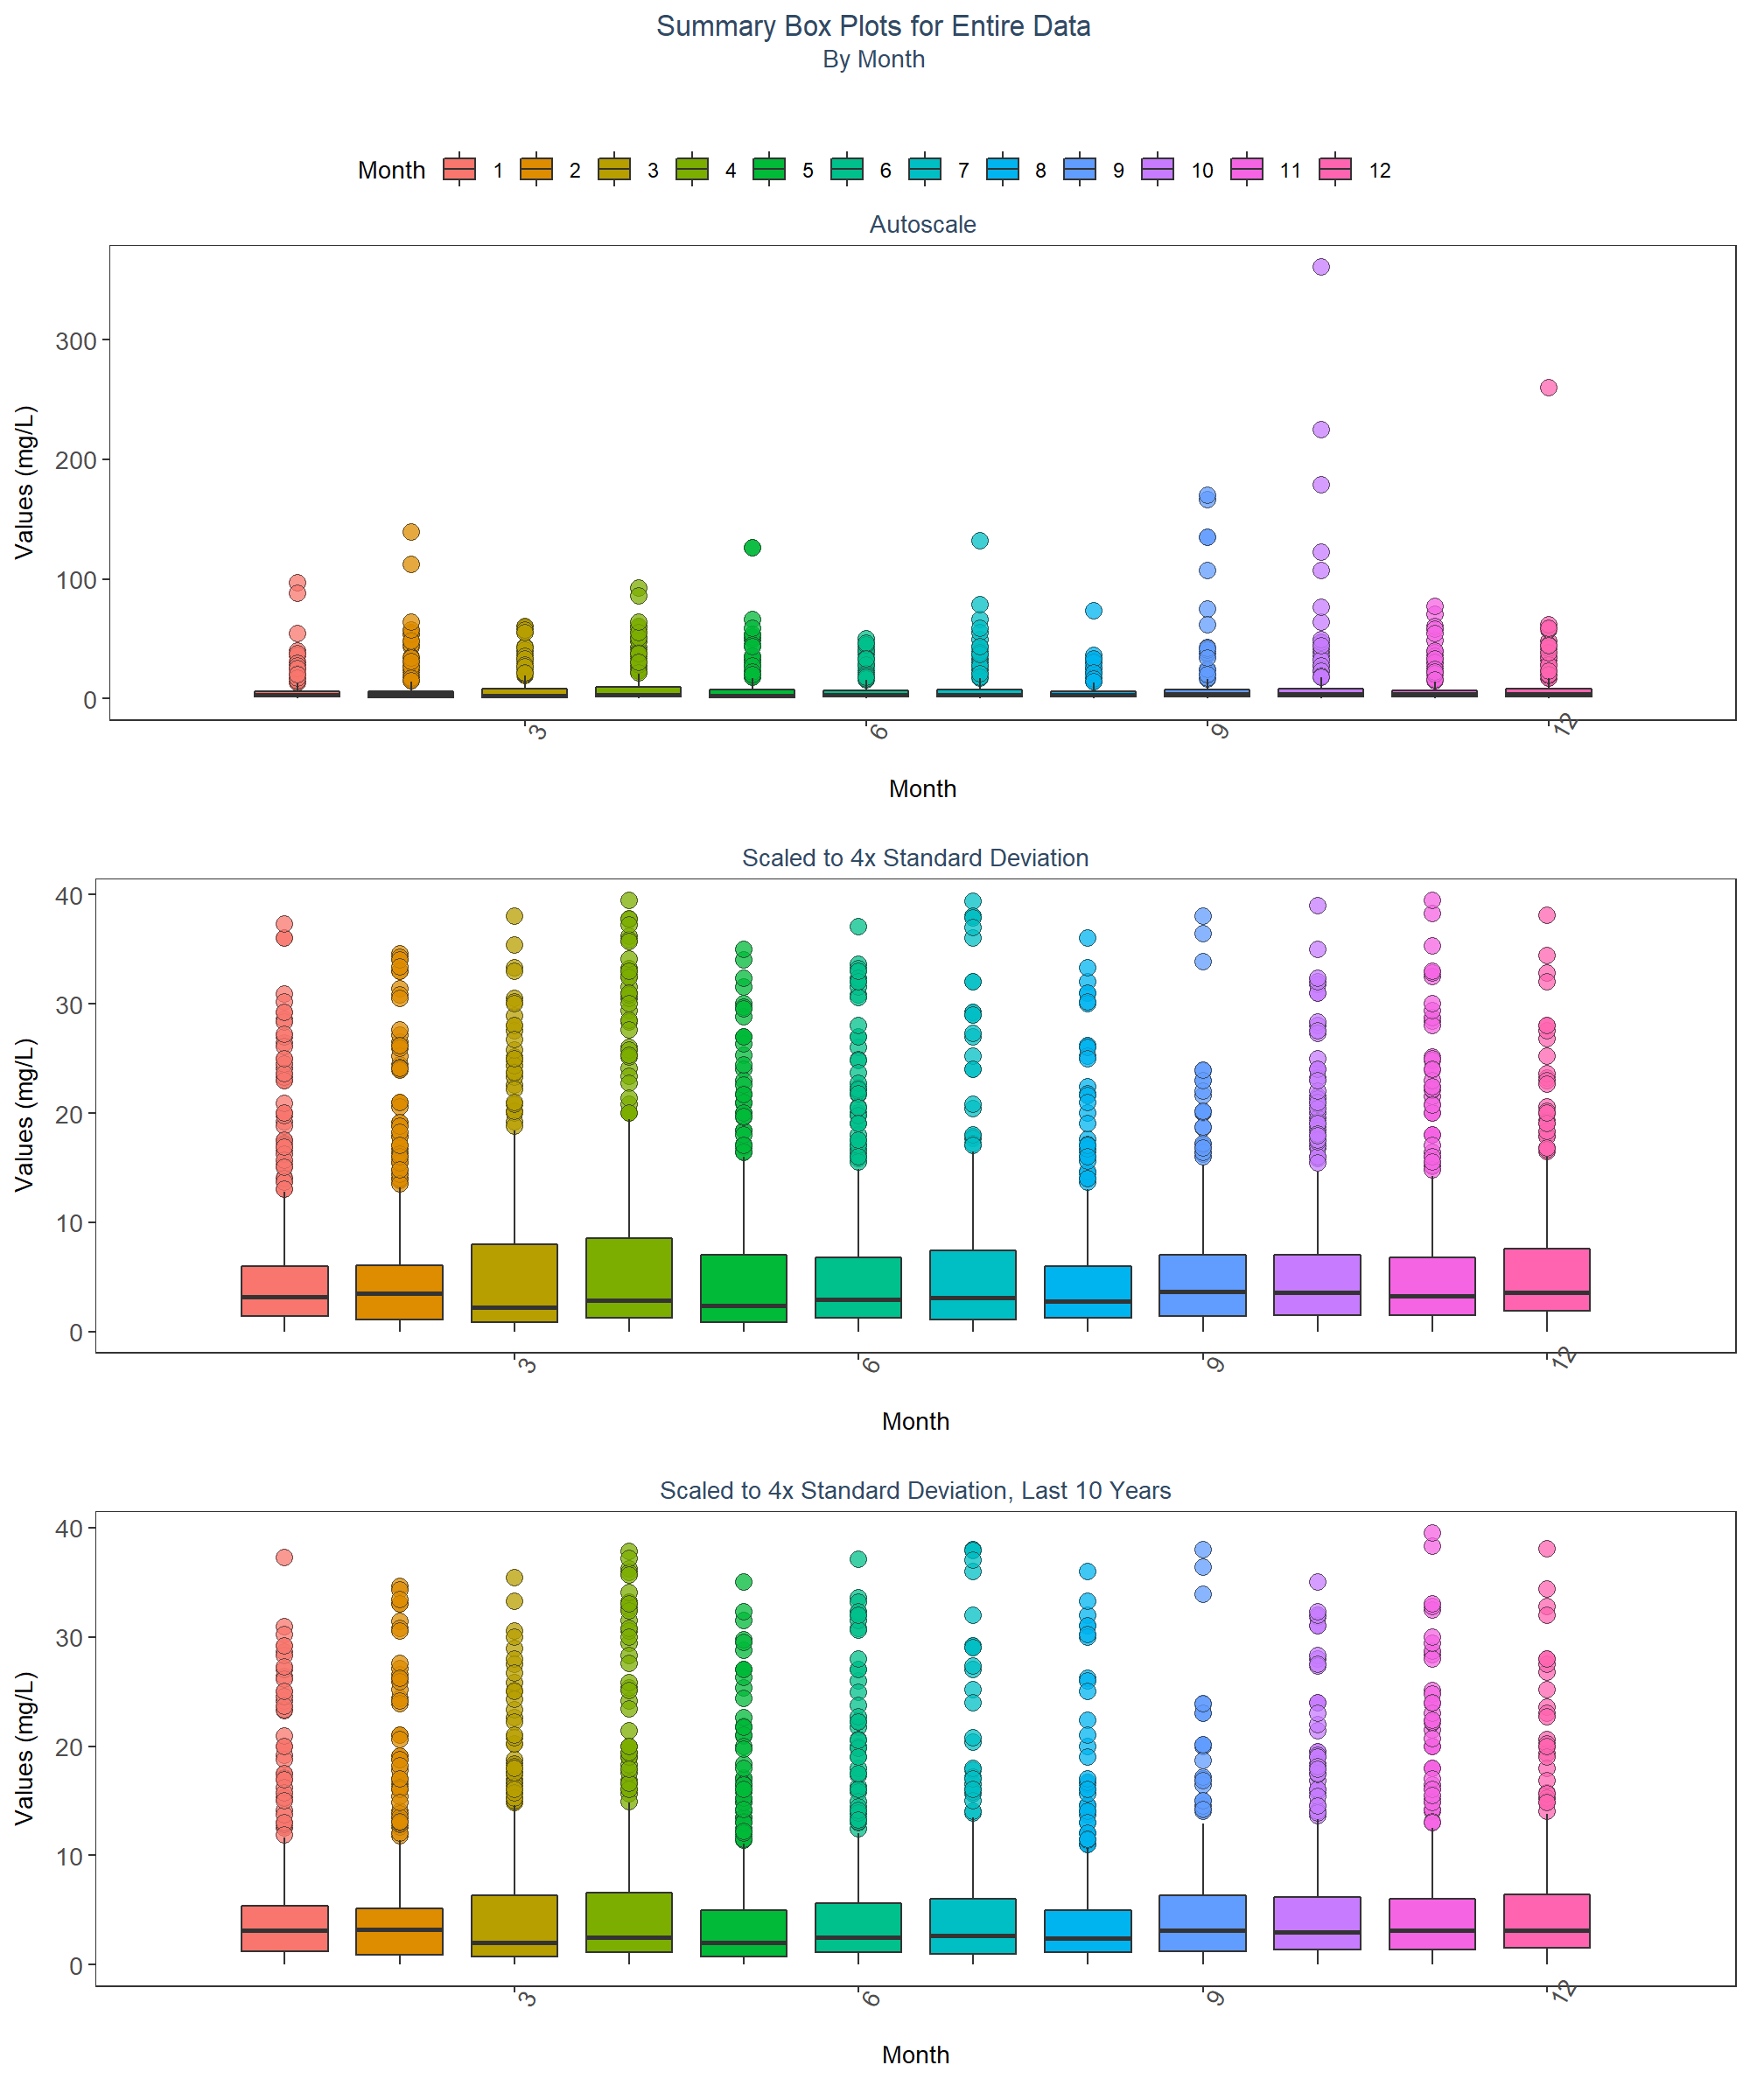 Summary Box Plots for Entire Data
By Month
Month 1 2 3 4 5 6 7 8 9 10 11 12
Autoscale
300
200
100
0
Values (mg/L)
3 6 9 12
Month
Scaled to 4x Standard Deviation
40
30
20
10
0
Values (mg/L)
3 6 9 12
Month
Scaled to 4x Standard Deviation, Last 10 Years
40
30
20
10
0
Values (mg/L)
3 6 9 12
Month